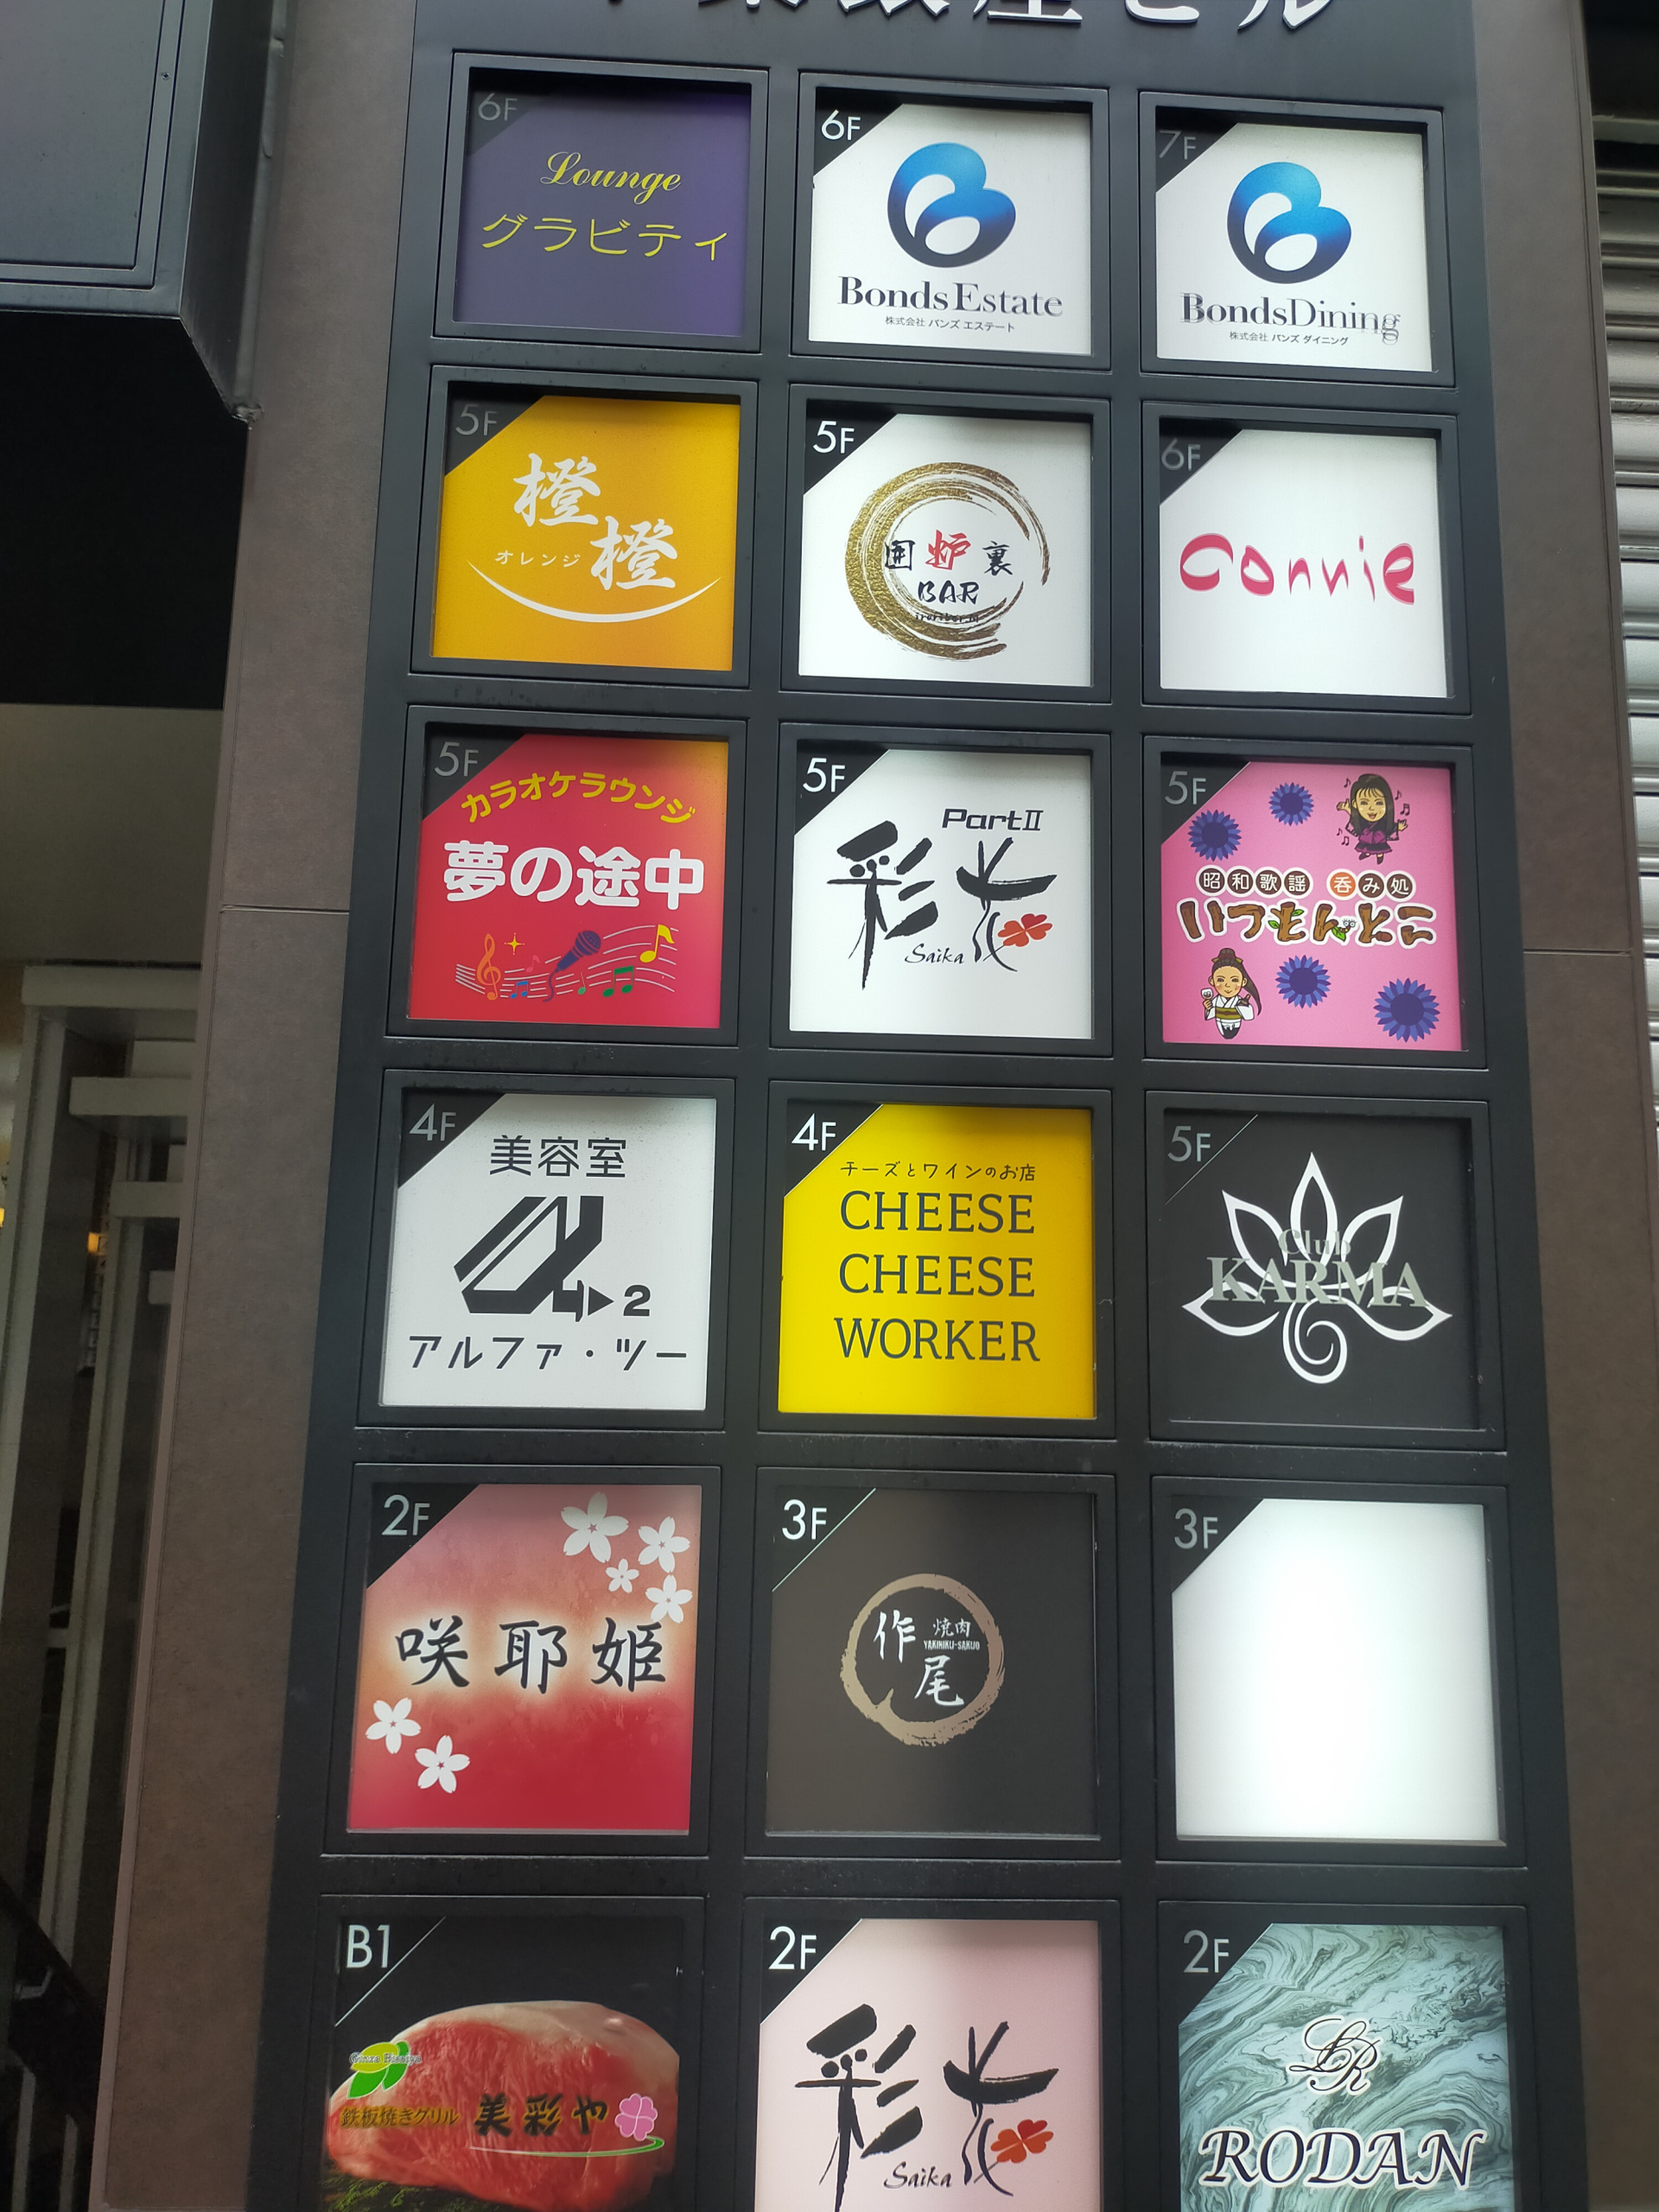 銀座ビル
6F
Lounge
グラビティ
6F
Bonds Estate
株式会社 バンズ エステート
7F
BondsDining
株式会社 バンズ ダイニング
5F
橙
オレンジ 橙
5F
囲炉裏
BAR
6F
connie
5F
カラオケラウンジ
夢の途中
5F
PartⅡ
彩花
Saika
5F
昭和歌謡 呑み処
4F
美容室
α 2
アルファ・ツー
4F
チーズとワインのお店
CHEESE
CHEESE
WORKER
5F
Club
KARMA
2F
咲耶姫
3F
作 焼肉
YAKINIKU-SAKUO
尾
3F
B1
Ginza Bisaiya
鉄板焼きグリル 美彩や
2F
彩花
Saika
2F
LR
RODAN